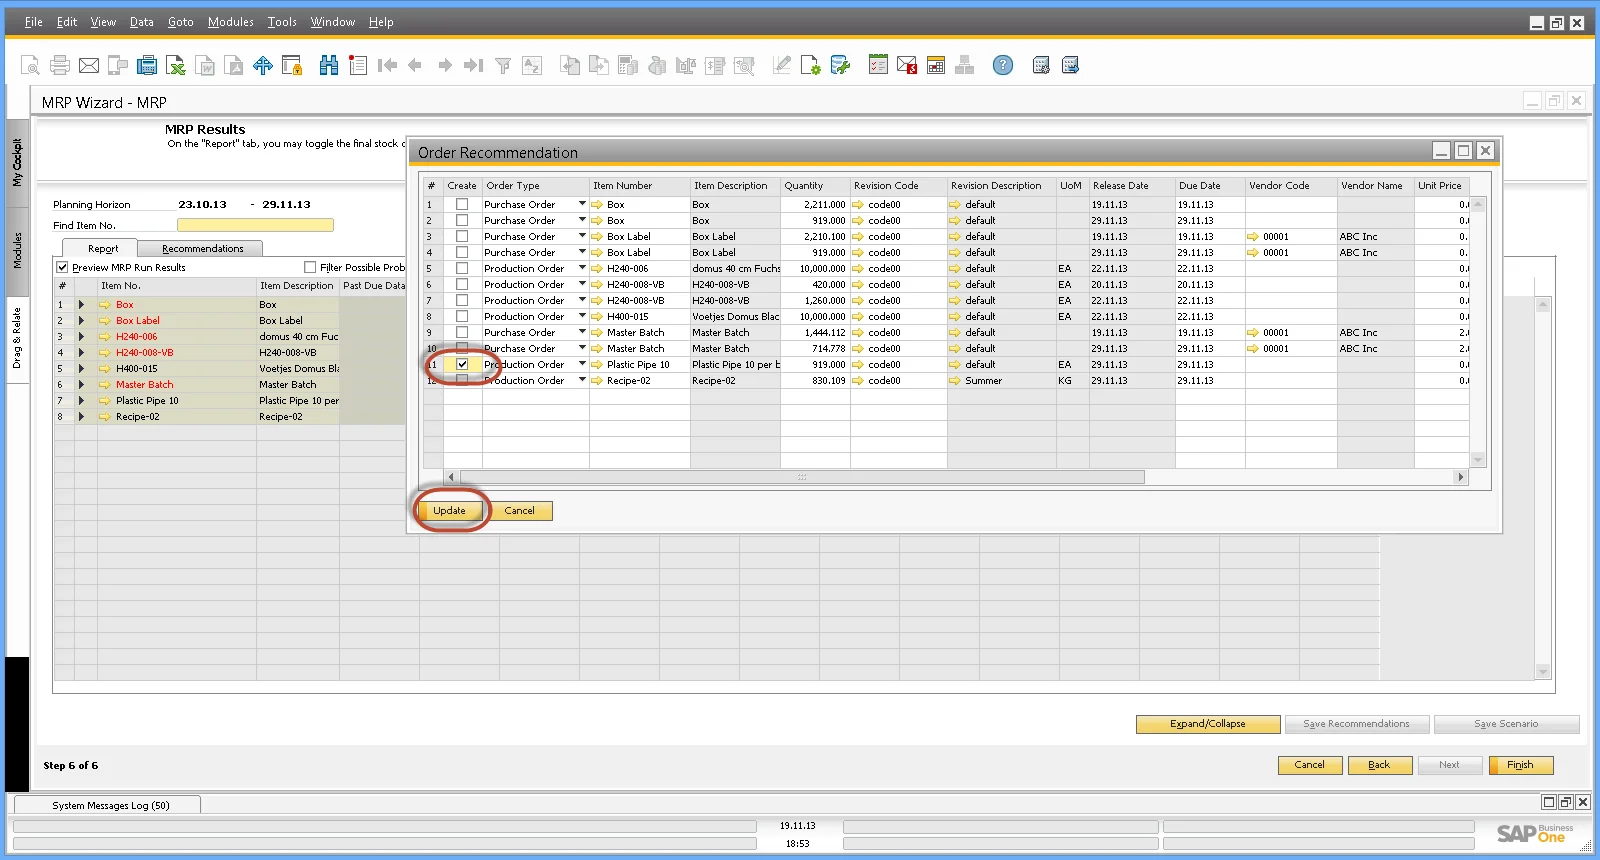 File Edit View Data Goto Modules Tools Window Help
MRP Wizard - MRP
My Cockpit
Modules
Drag & Relate
MRP Results
On the "Report" tab, you may toggle the final stock
Planning Horizon 23.10.13 - 29.11.13
Find Item No.
Report Recommendations
Preview MRP Run Results Filter Possible Prob
# Item No. Item Description Past Due Data
1 Box Box
2 Box Label Box Label
3 H240-006 domus 40 cm Fuc
4 H240-008-VB H240-008-VB
5 H400-015 Voetjes Domus Bla
6 Master Batch Master Batch
7 Plastic Pipe 10 Plastic Pipe 10 per
8 Recipe-02 Recipe-02
Order Recommendation
# Create Order Type Item Number Item Description Quantity Revision Code Revision Description UoM Release Date Due Date Vendor Code Vendor Name Unit Price
1 Purchase Order Box Box 2,211.000 code00 default 19.11.13 19.11.13 0.
2 Purchase Order Box Box 919.000 code00 default 29.11.13 29.11.13 0.
3 Purchase Order Box Label Box Label 2,210.100 code00 default 19.11.13 19.11.13 00001 ABC Inc 0.
4 Purchase Order Box Label Box Label 919.000 code00 default 29.11.13 29.11.13 00001 ABC Inc 0.
5 Production Order H240-006 domus 40 cm Fuchs 10,000.000 code00 default EA 22.11.13 22.11.13 0.
6 Production Order H240-008-VB H240-008-VB 420.000 code00 default EA 20.11.13 20.11.13 0.
7 Production Order H240-008-VB H240-008-VB 1,260.000 code00 default EA 22.11.13 22.11.13 0.
8 Production Order H400-015 Voetjes Domus Blac 10,000.000 code00 default EA 22.11.13 22.11.13 0.
9 Purchase Order Master Batch Master Batch 1,444.112 code00 default 19.11.13 19.11.13 00001 ABC Inc 2.
10 Purchase Order Master Batch Master Batch 714.778 code00 default 29.11.13 29.11.13 00001 ABC Inc 2.
11 Production Order Plastic Pipe 10 Plastic Pipe 10 per b 919.000 code00 default EA 29.11.13 29.11.13 0.
12 Production Order Recipe-02 Recipe-02 830.109 code00 Summer KG 29.11.13 29.11.13 0.
Update Cancel
Expand/Collapse Save Recommendations Save Scenario
Step 6 of 6
Cancel Back Next Finish
System Messages Log (50)
19.11.13
18:53
SAP Business One